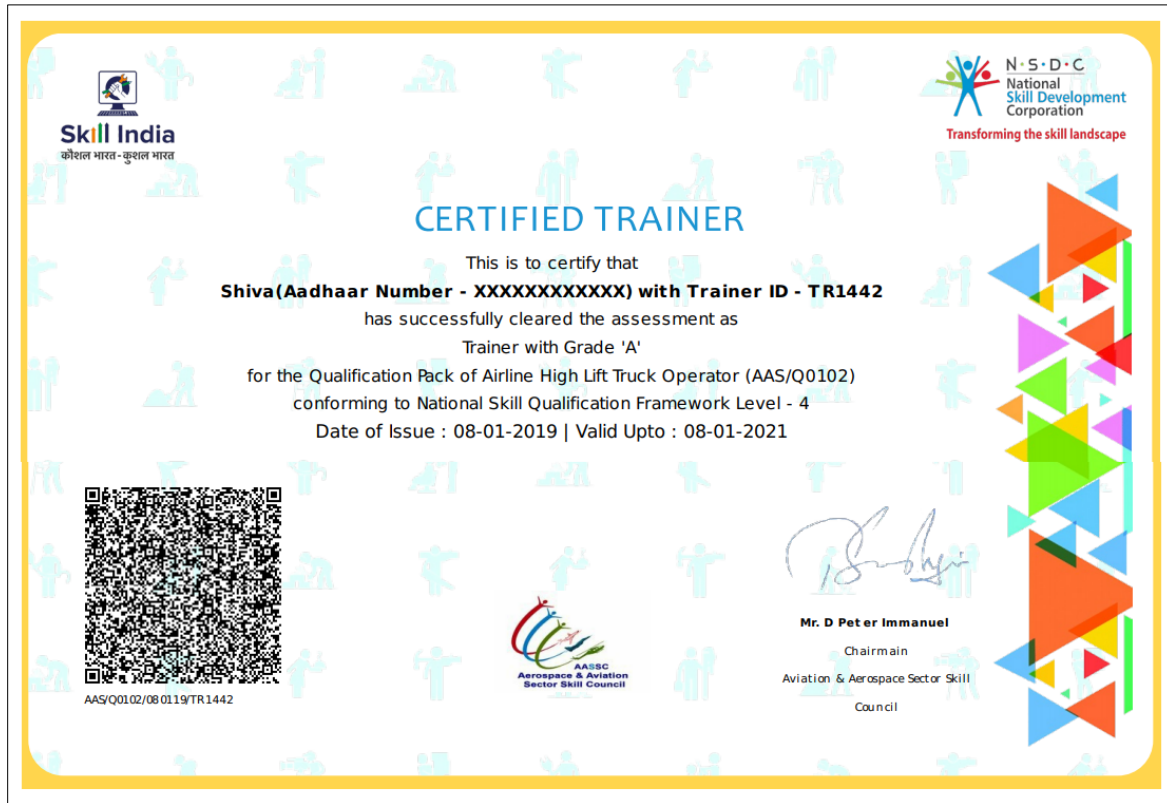 Skill India
कौशल भारत-कुशल भारत
N·S·D·C
National
Skill Development
Corporation
Transforming the skill landscape
CERTIFIED TRAINER
This is to certify that
Shiva(Aadhaar Number - XXXXXXXXXXXX) with Trainer ID - TR1442
has successfully cleared the assessment as
Trainer with Grade 'A'
for the Qualification Pack of Airline High Lift Truck Operator (AAS/Q0102)
conforming to National Skill Qualification Framework Level - 4
Date of Issue : 08-01-2019 | Valid Upto : 08-01-2021
AAS/Q0102/080119/TR1442
AASSC
Aerospace & Aviation
Sector Skill Council
Mr. D Peter Immanuel
Chairmain
Aviation & Aerospace Sector Skill
Council